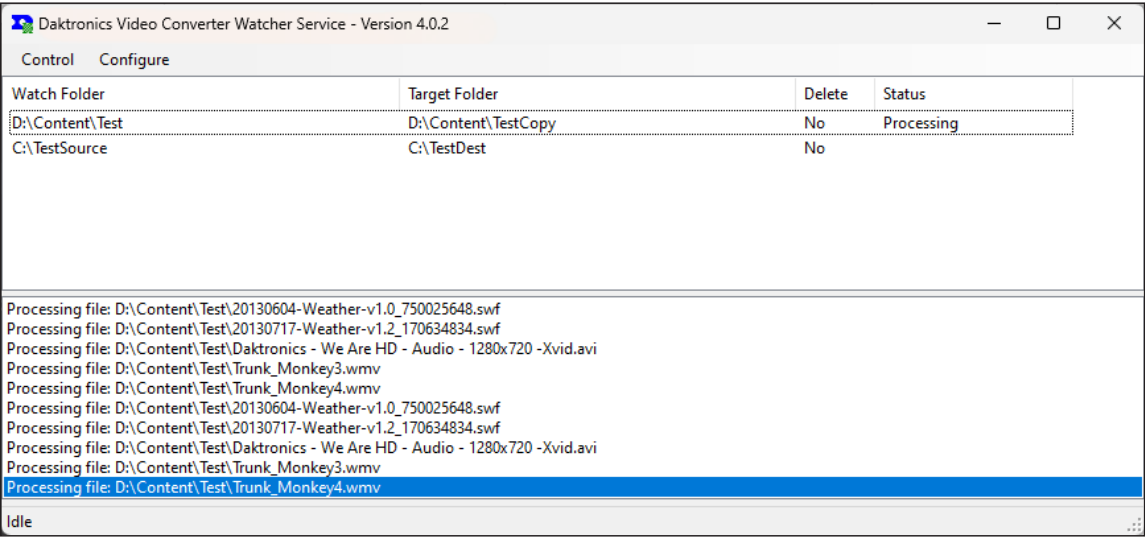 Daktronics Video Converter Watcher Service - Version 4.0.2
Control Configure
Watch Folder Target Folder Delete Status
D:\Content\Test D:\Content\TestCopy No Processing
C:\TestSource C:\TestDest No
Processing file: D:\Content\Test\20130604-Weather-v1.0_750025648.swf
Processing file: D:\Content\Test\20130717-Weather-v1.2_170634834.swf
Processing file: D:\Content\Test\Daktronics - We Are HD - Audio - 1280x720 -Xvid.avi
Processing file: D:\Content\Test\Trunk_Monkey3.wmv
Processing file: D:\Content\Test\Trunk_Monkey4.wmv
Processing file: D:\Content\Test\20130604-Weather-v1.0_750025648.swf
Processing file: D:\Content\Test\20130717-Weather-v1.2_170634834.swf
Processing file: D:\Content\Test\Daktronics - We Are HD - Audio - 1280x720 -Xvid.avi
Processing file: D:\Content\Test\Trunk_Monkey3.wmv
Processing file: D:\Content\Test\Trunk_Monkey4.wmv
Idle